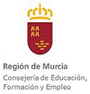 Región de Murcia
Consejería de Educación,
Formación y Empleo